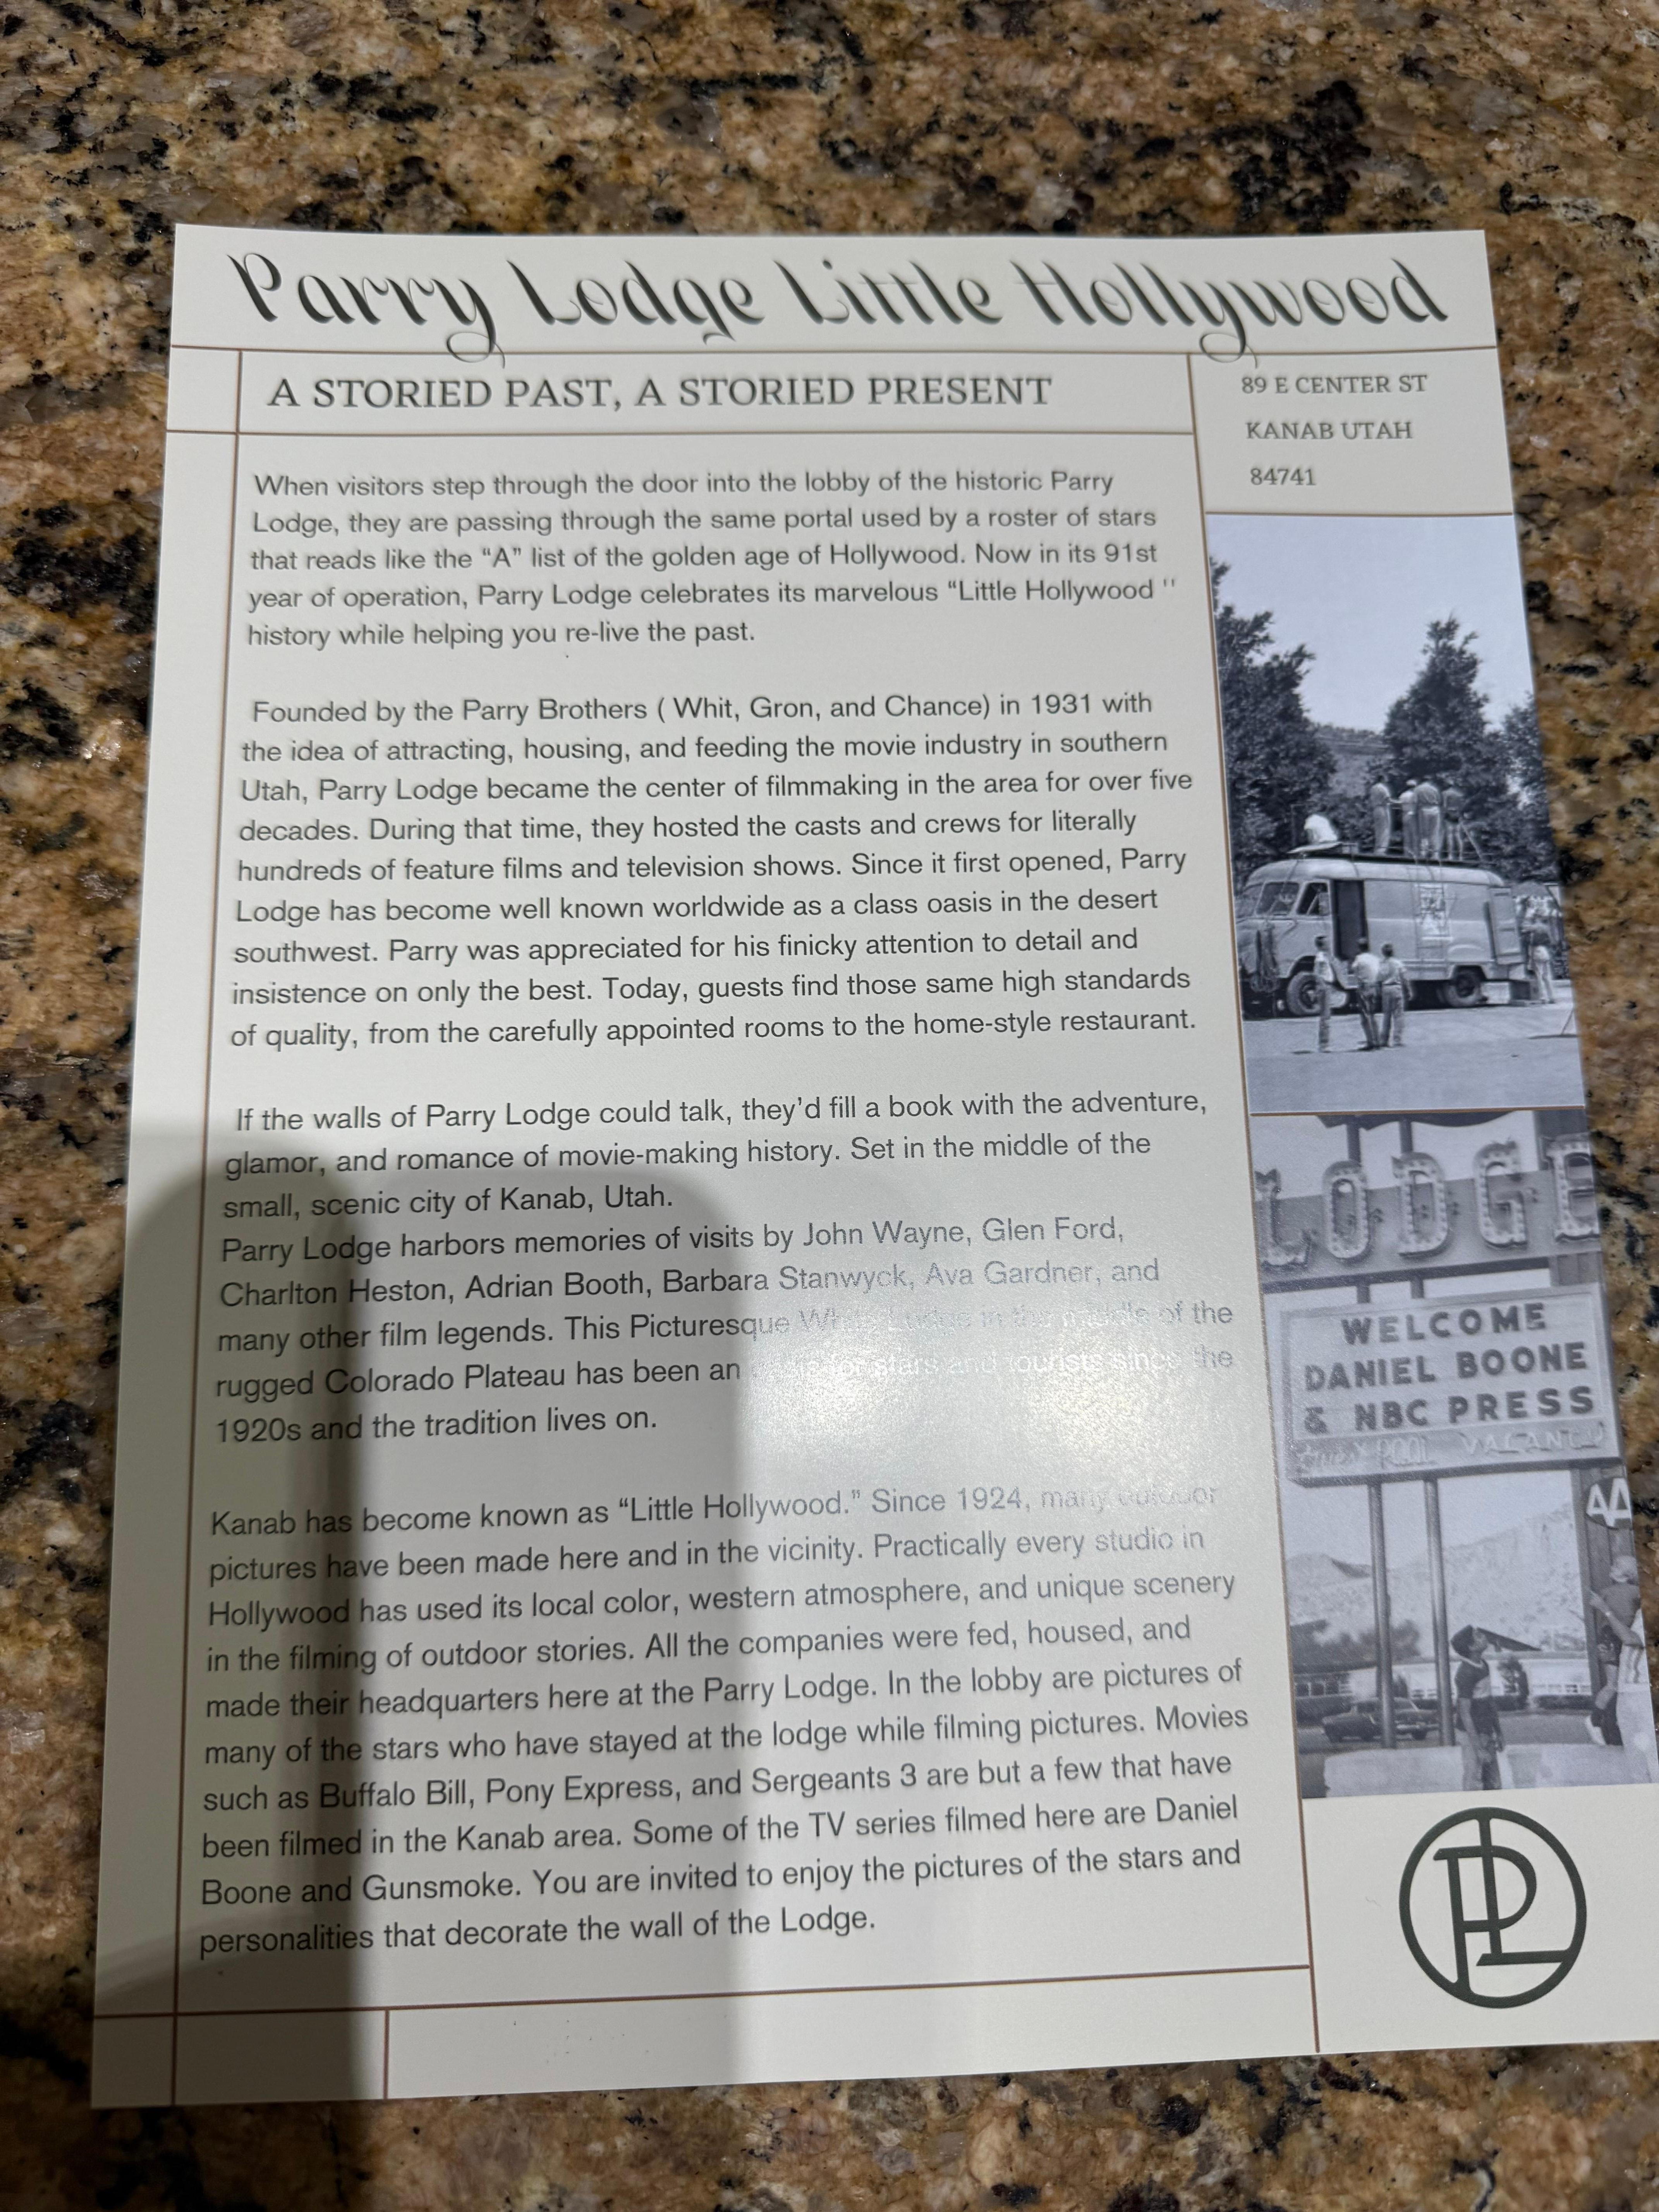 Parry Lodge Little Hollywood
A STORIED PAST, A STORIED PRESENT
89 E CENTER ST
KANAB UTAH
84741
When visitors step through the door into the lobby of the historic Parry
Lodge, they are passing through the same portal used by a roster of stars
that reads like the “A” list of the golden age of Hollywood. Now in its 91st
year of operation, Parry Lodge celebrates its marvelous “Little Hollywood ''
history while helping you re-live the past.
Founded by the Parry Brothers ( Whit, Gron, and Chance) in 1931 with
the idea of attracting, housing, and feeding the movie industry in southern
Utah, Parry Lodge became the center of filmmaking in the area for over five
decades. During that time, they hosted the casts and crews for literally
hundreds of feature films and television shows. Since it first opened, Parry
Lodge has become well known worldwide as a class oasis in the desert
southwest. Parry was appreciated for his finicky attention to detail and
insistence on only the best. Today, guests find those same high standards
of quality, from the carefully appointed rooms to the home-style restaurant.
If the walls of Parry Lodge could talk, they’d fill a book with the adventure,
glamor, and romance of movie-making history. Set in the middle of the
small, scenic city of Kanab, Utah.
Parry Lodge harbors memories of visits by John Wayne, Glen Ford,
Charlton Heston, Adrian Booth, Barbara Stanwyck, Ava Gardner, and
many other film legends. This Picturesque White Lodge in the middle of the
rugged Colorado Plateau has been an for stars and tourists since the
1920s and the tradition lives on.
Kanab has become known as “Little Hollywood.” Since 1924, many outdoor
pictures have been made here and in the vicinity. Practically every studio in
Hollywood has used its local color, western atmosphere, and unique scenery
in the filming of outdoor stories. All the companies were fed, housed, and
made their headquarters here at the Parry Lodge. In the lobby are pictures of
many of the stars who have stayed at the lodge while filming pictures. Movies
such as Buffalo Bill, Pony Express, and Sergeants 3 are but a few that have
been filmed in the Kanab area. Some of the TV series filmed here are Daniel
Boone and Gunsmoke. You are invited to enjoy the pictures of the stars and
personalities that decorate the wall of the Lodge.
LODGE
WELCOME
DANIEL BOONE
& NBC PRESS
POOL VACANCY
AA
PL